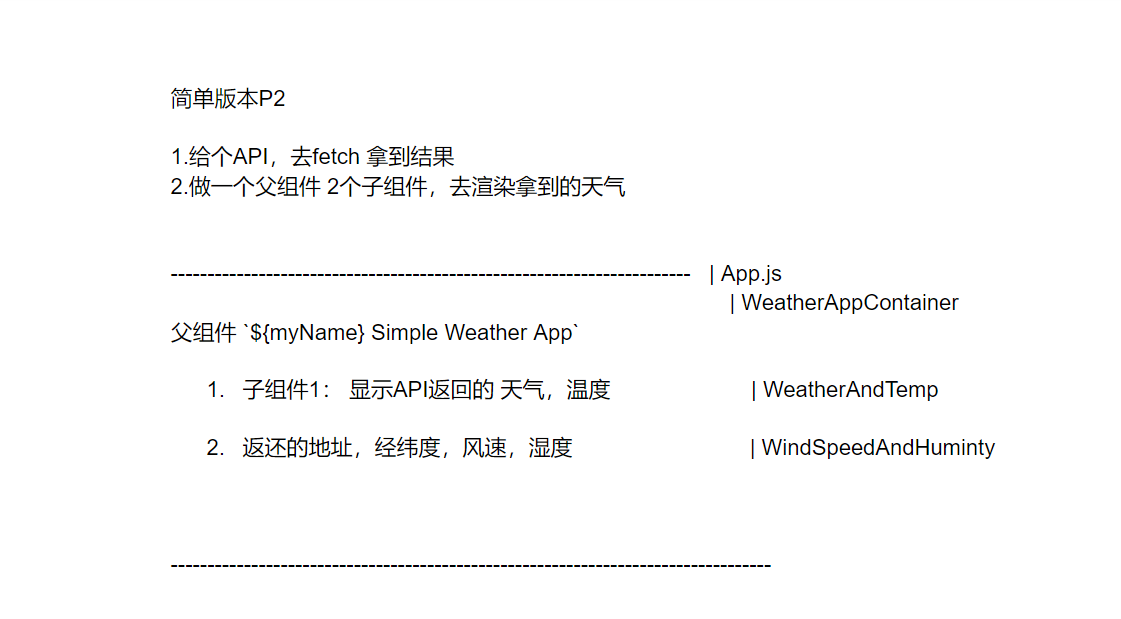 简单版本P2
1.给个API，去fetch 拿到结果
2.做一个父组件 2个子组件，去渲染拿到的天气
----------------------------------------------------------------------- | App.js
| WeatherAppContainer
父组件 `${myName} Simple Weather App`
1. 子组件1： 显示API返回的 天气，温度 | WeatherAndTemp
2. 返还的地址，经纬度，风速，湿度 | WindSpeedAndHuminty
----------------------------------------------------------------------------------